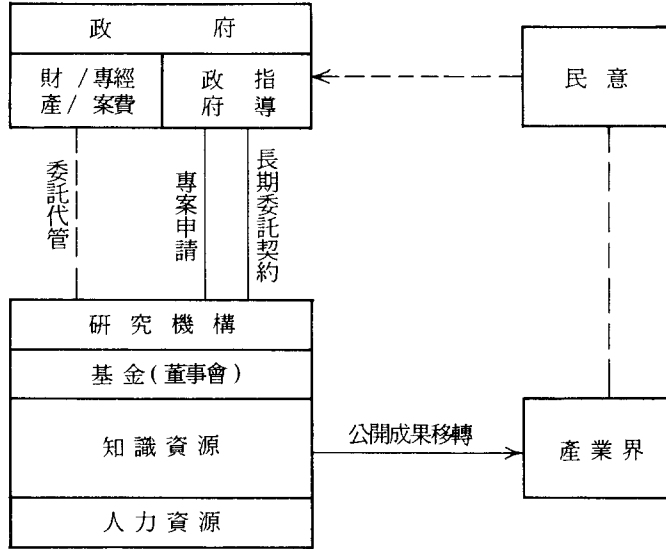 政府
財/專經
產/案費
政指
府導
民意
委託代管
專案申請
長期委託契約
研究機構
基金(董事會)
知識資源
公開成果移轉
產業界
人力資源